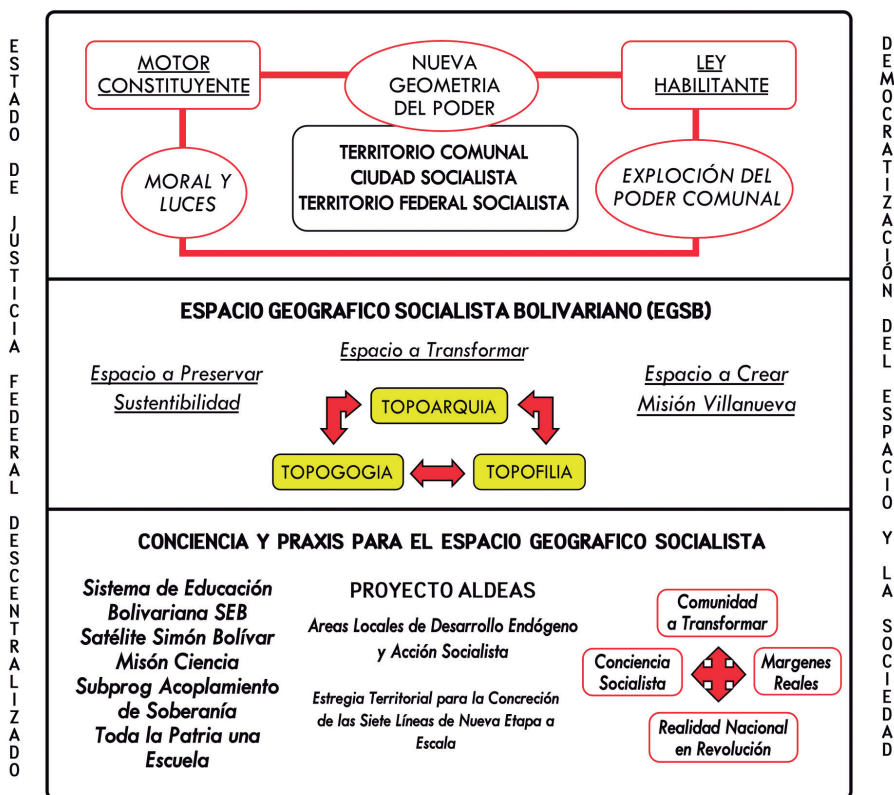 ESTADO DE JUSTICIA FEDERAL DESCENTRALIZADO
MOTOR
CONSTITUYENTE
NUEVA
GEOMETRIA
DEL PODER
LEY
HABILITANTE
TERRITORIO COMUNAL
CIUDAD SOCIALISTA
TERRITORIO FEDERAL SOCIALISTA
MORAL Y
LUCES
EXPLOCIÓN DEL
PODER COMUNAL
ESPACIO GEOGRAFICO SOCIALISTA BOLIVARIANO (EGSB)
Espacio a Preservar
Sustentibilidad
Espacio a Transformar
Espacio a Crear
Misión Villanueva
TOPOARQUIA
TOPOGOGIA
TOPOFILIA
CONCIENCIA Y PRAXIS PARA EL ESPACIO GEOGRAFICO SOCIALISTA
Sistema de Educación
Bolivariana SEB
Satélite Simón Bolívar
Misón Ciencia
Subprog Acoplamiento
de Soberanía
Toda la Patria una
Escuela
PROYECTO ALDEAS
Areas Locales de Desarrollo Endógeno
y Acción Socialista
Estregia Territorial para la Concreción
de las Siete Líneas de Nueva Etapa a
Escala
Comunidad
a Transformar
Conciencia
Socialista
Margenes
Reales
Realidad Nacional
en Revolución
DEMOCRATIZACIÓN DEL ESPACIO Y LA SOCIEDAD